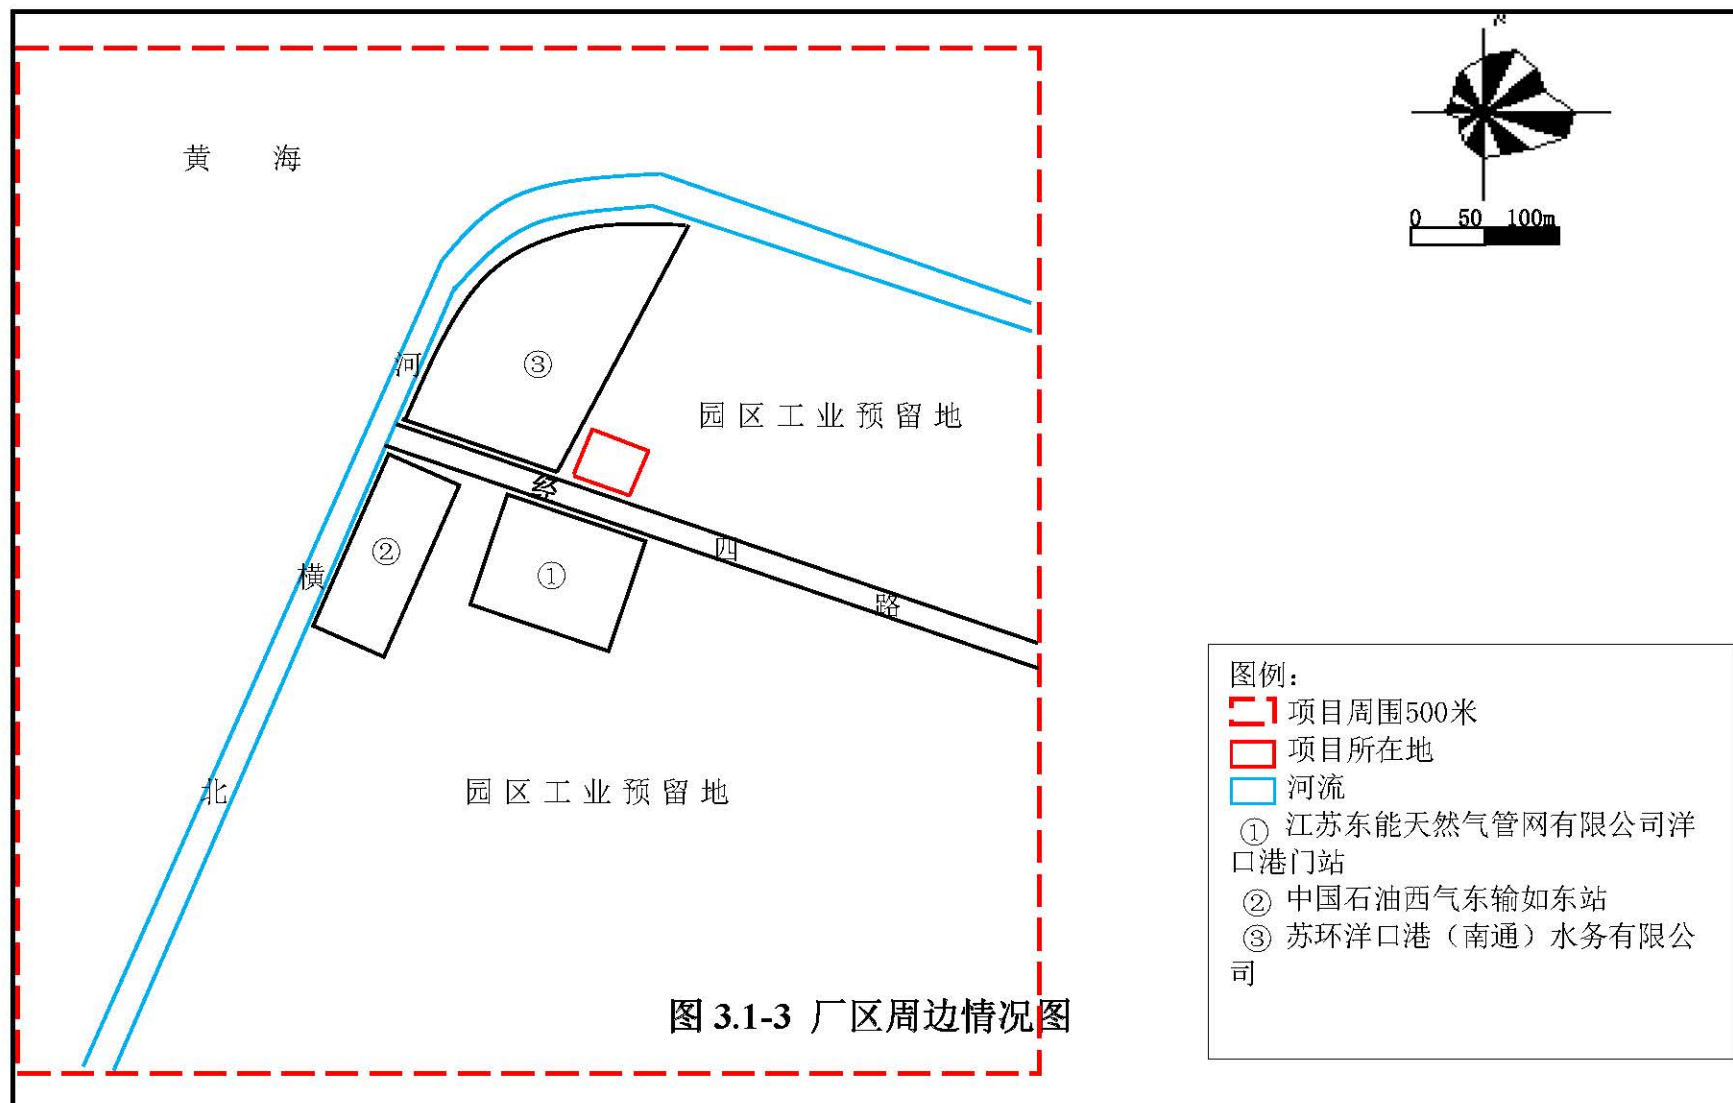 N
黄 海
0 50 100m
河
③
园区工业预留地
经
②
①
四
横
路
北
园区工业预留地
图例：
项目周围500米
项目所在地
河流
① 江苏东能天然气管网有限公司洋
口港门站
② 中国石油西气东输如东站
③ 苏环洋口港（南通）水务有限公
司
图 3.1-3 厂区周边情况图